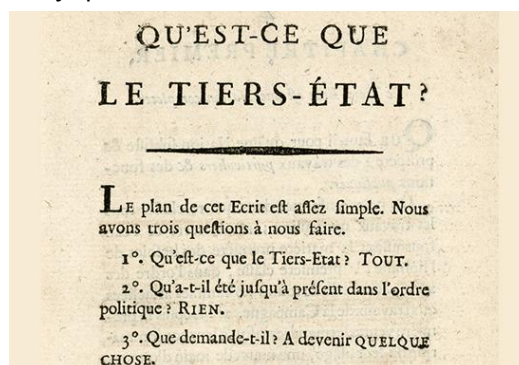 QU'EST-CE QUE
LE TIERS-ÉTAT?
LE plan de cet Ecrit est assez simple. Nous
avons trois questions à nous faire.
1°. Qu'est-ce que le Tiers-Etat? TOUT.
2°. Qu'a-t-il été jusqu'à présent dans l'ordre
politique? RIEN.
3°. Que demande-t-il? A devenir QUELQUE
CHOSE.